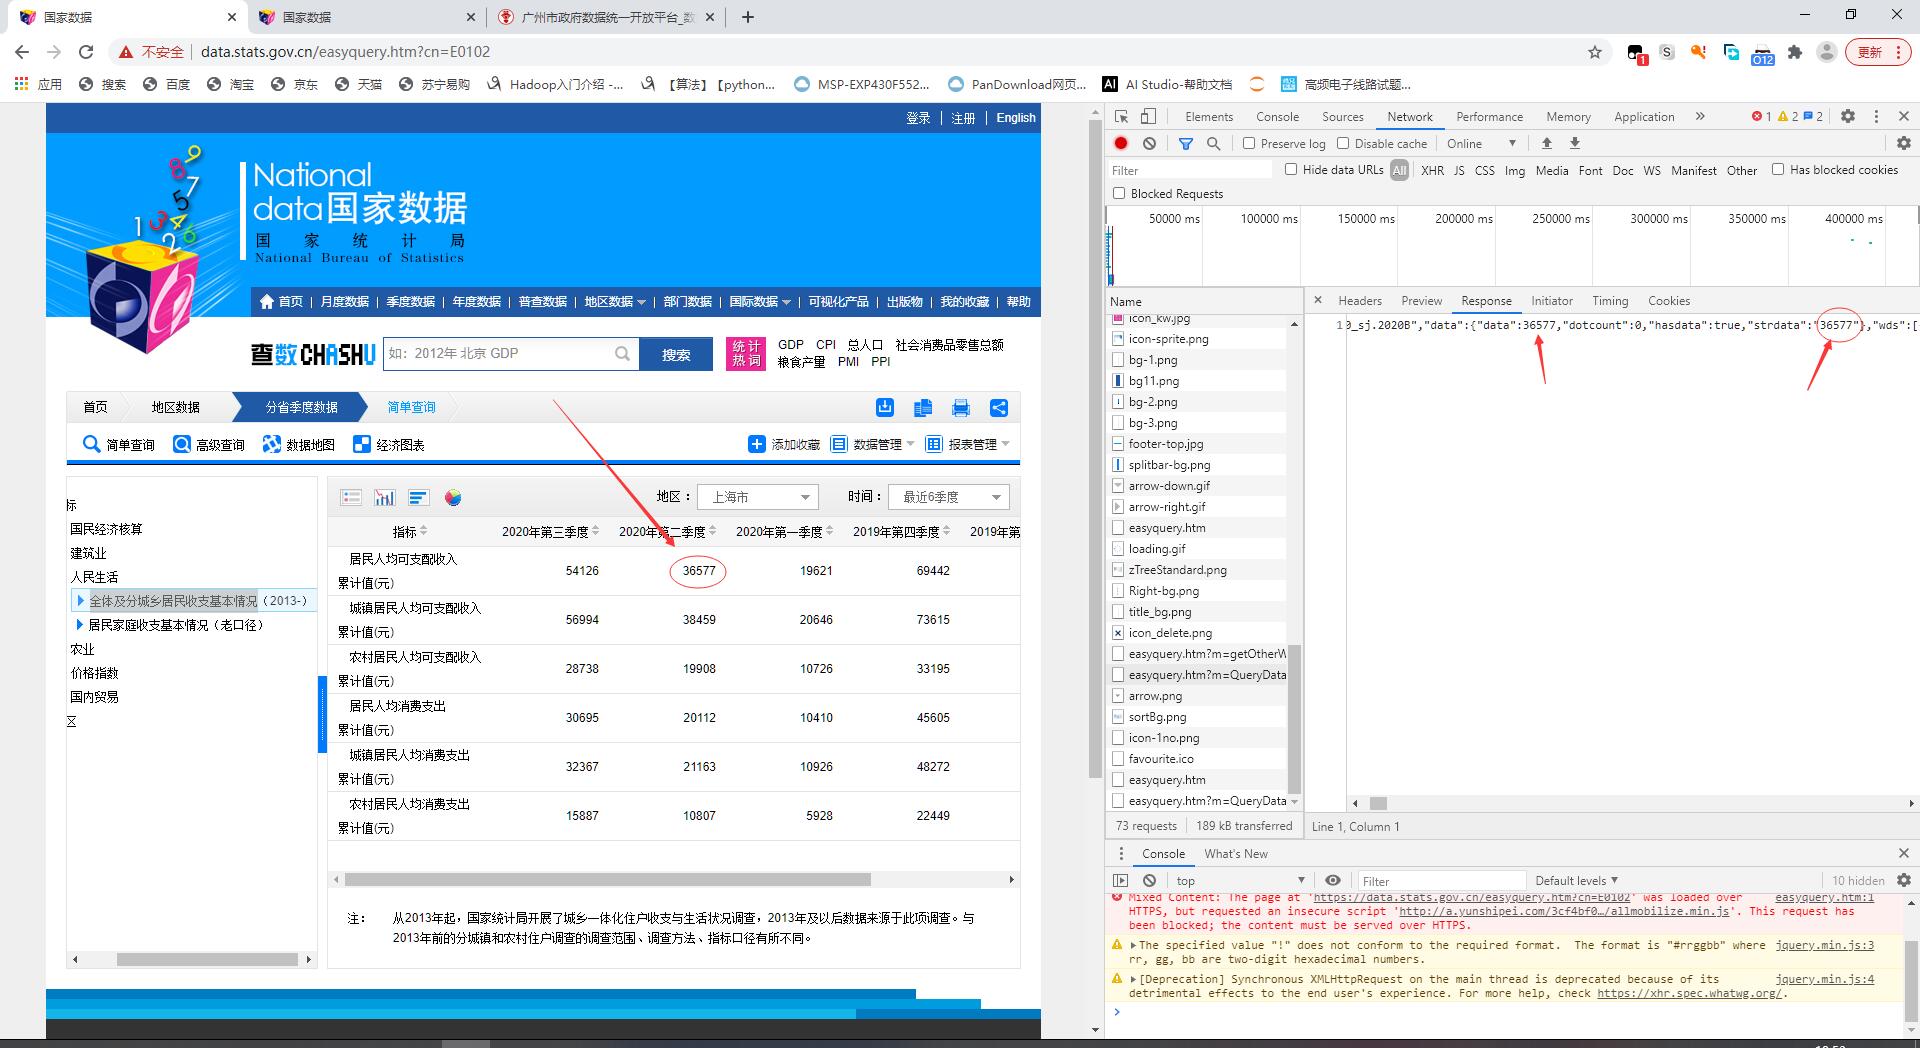 国家数据
国家数据
广州市政府数据统一开放平台_数
不安全
data.stats.gov.cn/easyquery.htm?cn=E0102
1
S
O12
更新
应用
搜索
百度
淘宝
京东
天猫
苏宁易购
Hadoop入门介绍 -...
【算法】【python...
MSP-EXP430F552...
PanDownload网页...
AI
AI Studio-帮助文档
高频电子线路试题...
登录
注册
English
National
data国家数据
国家统计局
National Bureau of Statistics
首页
月度数据
季度数据
年度数据
普查数据
地区数据
部门数据
国际数据
可视化产品
出版物
我的收藏
帮助
查数CHASHU
如：2012年 北京 GDP
搜索
统计
热词
GDP CPI 总人口 社会消费品零售总额
粮食产量 PMI PPI
首页
地区数据
分省季度数据
简单查询
简单查询
高级查询
数据地图
经济图表
添加收藏
数据管理
报表管理
标
国民经济核算
建筑业
人民生活
全体及分城乡居民收支基本情况（2013-）
居民家庭收支基本情况（老口径）
农业
价格指数
国内贸易
地区：
上海市
时间：
最近6季度
指标 2020年第三季度 2020年第二季度 2020年第一季度 2019年第四季度 2019年第
居民人均可支配收入
累计值(元) 54126 36577 19621 69442
城镇居民人均可支配收入
累计值(元) 56994 38459 20646 73615
农村居民人均可支配收入
累计值(元) 28738 19908 10726 33195
居民人均消费支出
累计值(元) 30695 20112 10410 45605
城镇居民人均消费支出
累计值(元) 32367 21163 10926 48272
农村居民人均消费支出
累计值(元) 15887 10807 5928 22449
注：
从2013年起，国家统计局开展了城乡一体化住户收支与生活状况调查，2013年及以后数据来源于此项调查。与
2013年前的分城镇和农村住户调查的调查范围、调查方法、指标口径有所不同。
Elements Console Sources Network Performance Memory Application » 1 2 2
Preserve log Disable cache Online
Filter Hide data URLs All XHR JS CSS Img Media Font Doc WS Manifest Other Has blocked cookies
Blocked Requests
50000 ms 100000 ms 150000 ms 200000 ms 250000 ms 300000 ms 350000 ms 400000 ms
Name
icon_kw.jpg
icon-sprite.png
bg-1.png
bg11.png
bg-2.png
bg-3.png
footer-top.jpg
splitbar-bg.png
arrow-down.gif
arrow-right.gif
easyquery.htm
loading.gif
zTreeStandard.png
Right-bg.png
title_bg.png
icon_delete.png
easyquery.htm?m=getOtherW
easyquery.htm?m=QueryData
arrow.png
sortBg.png
icon-1no.png
favourite.ico
easyquery.htm
easyquery.htm?m=QueryData
73 requests 189 kB transferred
Headers Preview Response Initiator Timing Cookies
1 _sj.2020B","data":{"data":36577,"dotcount":0,"hasdata":true,"strdata":"36577"},"wds":[
Line 1, Column 1
Console What's New
top
Filter
Default levels
10 hidden
Mixed Content: The page at 'https://data.stats.gov.cn/easyquery.htm?cn=E0102' was loaded over easyquery.htm:1
HTTPS, but requested an insecure script 'http://a.yunshipei.com/3cf4bf0…/allmobilize.min.js'. This request has
been blocked; the content must be served over HTTPS.
The specified value "!" does not conform to the required format. The format is "#rrggbb" where jquery.min.js:3
rr, gg, bb are two-digit hexadecimal numbers.
[Deprecation] Synchronous XMLHttpRequest on the main thread is deprecated because of its jquery.min.js:4
detrimental effects to the end user's experience. For more help, check https://xhr.spec.whatwg.org/.